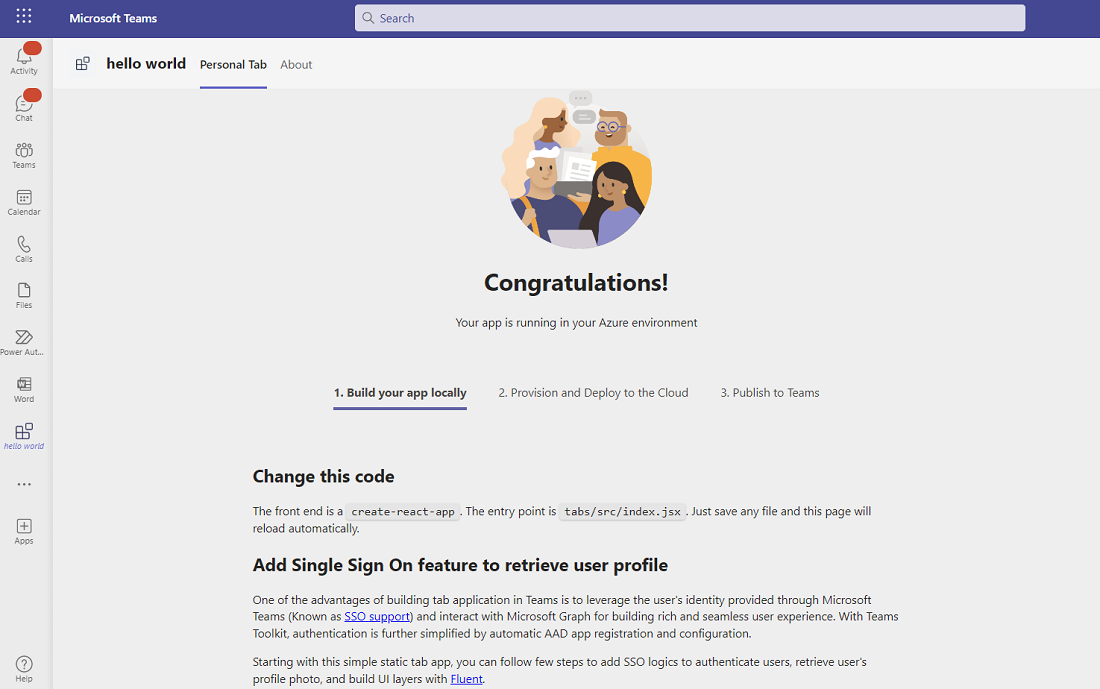 Microsoft Teams
Search
Activity
Chat
Teams
Calendar
Calls
Files
Power Aut...
Word
hello world
...
Apps
Help
hello world Personal Tab About
Congratulations!
Your app is running in your Azure environment
1. Build your app locally 2. Provision and Deploy to the Cloud 3. Publish to Teams
Change this code
The front end is a create-react-app. The entry point is tabs/src/index.jsx. Just save any file and this page will
reload automatically.
Add Single Sign On feature to retrieve user profile
One of the advantages of building tab application in Teams is to leverage the user's identity provided through Microsoft
Teams (Known as SSO support) and interact with Microsoft Graph for building rich and seamless user experience. With Teams
Toolkit, authentication is further simplified by automatic AAD app registration and configuration.
Starting with this simple static tab app, you can follow few steps to add SSO logics to authenticate users, retrieve user's
profile photo, and build UI layers with Fluent.